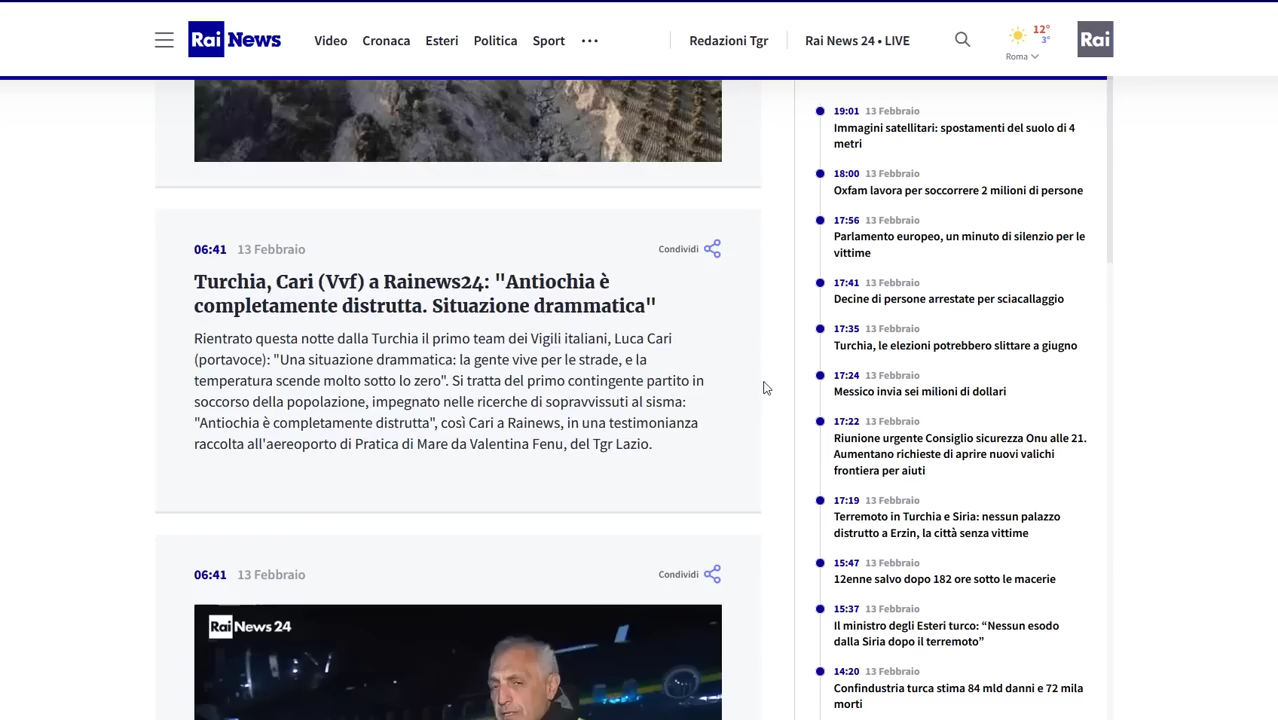 Rai News
Video
Cronaca
Esteri
Politica
Sport
Redazioni Tgr
Rai News 24 • LIVE
12°
3°
Roma
Rai
06:41 13 Febbraio
Condividi
Turchia, Cari (Vvf) a Rainews24: "Antiochia è
completamente distrutta. Situazione drammatica"
Rientrato questa notte dalla Turchia il primo team dei Vigili italiani, Luca Cari
(portavoce): "Una situazione drammatica: la gente vive per le strade, e la
temperatura scende molto sotto lo zero". Si tratta del primo contingente partito in
soccorso della popolazione, impegnato nelle ricerche di sopravvissuti al sisma:
"Antiochia è completamente distrutta", così Cari a Rainews, in una testimonianza
raccolta all'aereoporto di Pratica di Mare da Valentina Fenu, del Tgr Lazio.
06:41 13 Febbraio
Condividi
Rai News 24
19:01 13 Febbraio
Immagini satellitari: spostamenti del suolo di 4
metri
18:00 13 Febbraio
Oxfam lavora per soccorrere 2 milioni di persone
17:56 13 Febbraio
Parlamento europeo, un minuto di silenzio per le
vittime
17:41 13 Febbraio
Decine di persone arrestate per sciacallaggio
17:35 13 Febbraio
Turchia, le elezioni potrebbero slittare a giugno
17:24 13 Febbraio
Messico invia sei milioni di dollari
17:22 13 Febbraio
Riunione urgente Consiglio sicurezza Onu alle 21.
Aumentano richieste di aprire nuovi valichi
frontiera per aiuti
17:19 13 Febbraio
Terremoto in Turchia e Siria: nessun palazzo
distrutto a Erzin, la città senza vittime
15:47 13 Febbraio
12enne salvo dopo 182 ore sotto le macerie
15:37 13 Febbraio
Il ministro degli Esteri turco: “Nessun esodo
dalla Siria dopo il terremoto”
14:20 13 Febbraio
Confindustria turca stima 84 mld danni e 72 mila
morti